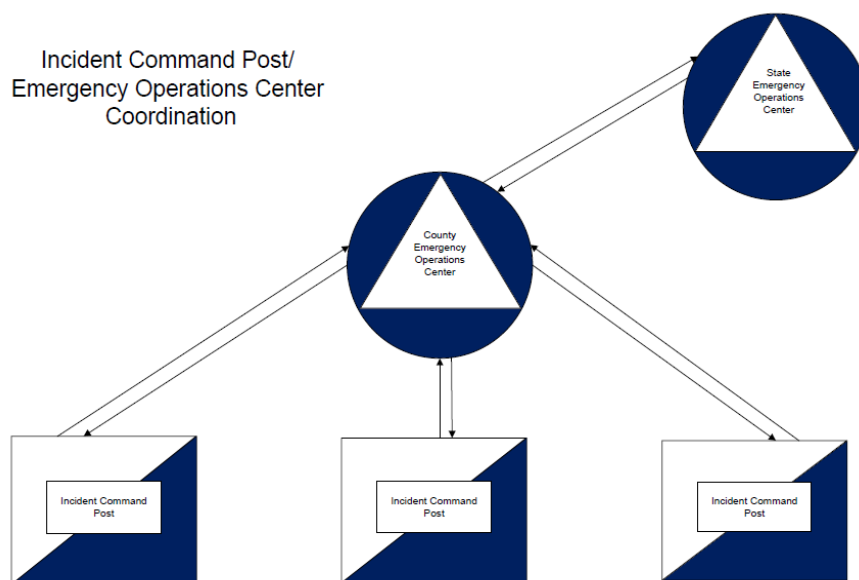 Incident Command Post/
Emergency Operations Center
Coordination
State
Emergency
Operations
Center
County
Emergency
Operations
Center
Incident Command
Post
Incident Command
Post
Incident Command
Post